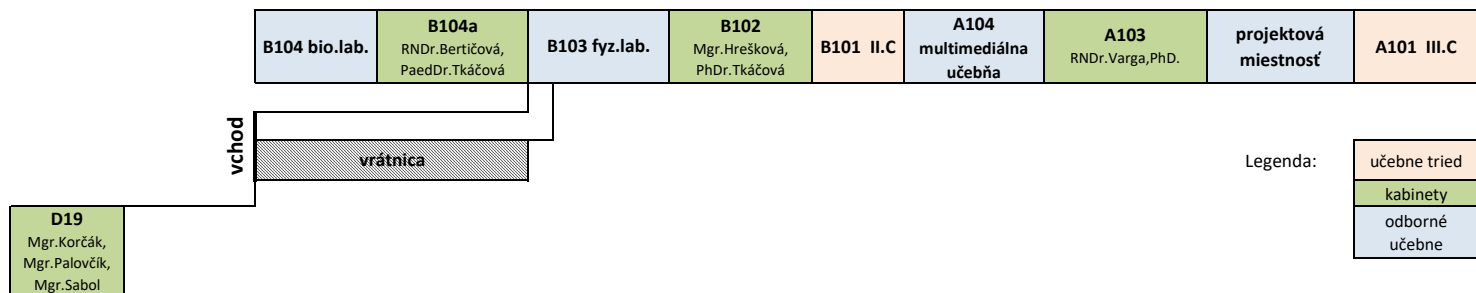 B104 bio.lab.
B104a
RNDr.Bertičová,
PaedDr.Tkáčová
B103 fyz.lab.
B102
Mgr.Hrešková,
PhDr.Tkáčová
B101  II.C
A104
multimediálna
učebňa
A103
RNDr.Varga,PhD.
projektová
miestnosť
A101  III.C
vchod
vrátnica
Legenda:
učebne tried
kabinety
odborné
učebne
D19
Mgr.Korčák,
Mgr.Palovčík,
Mgr.Sabol